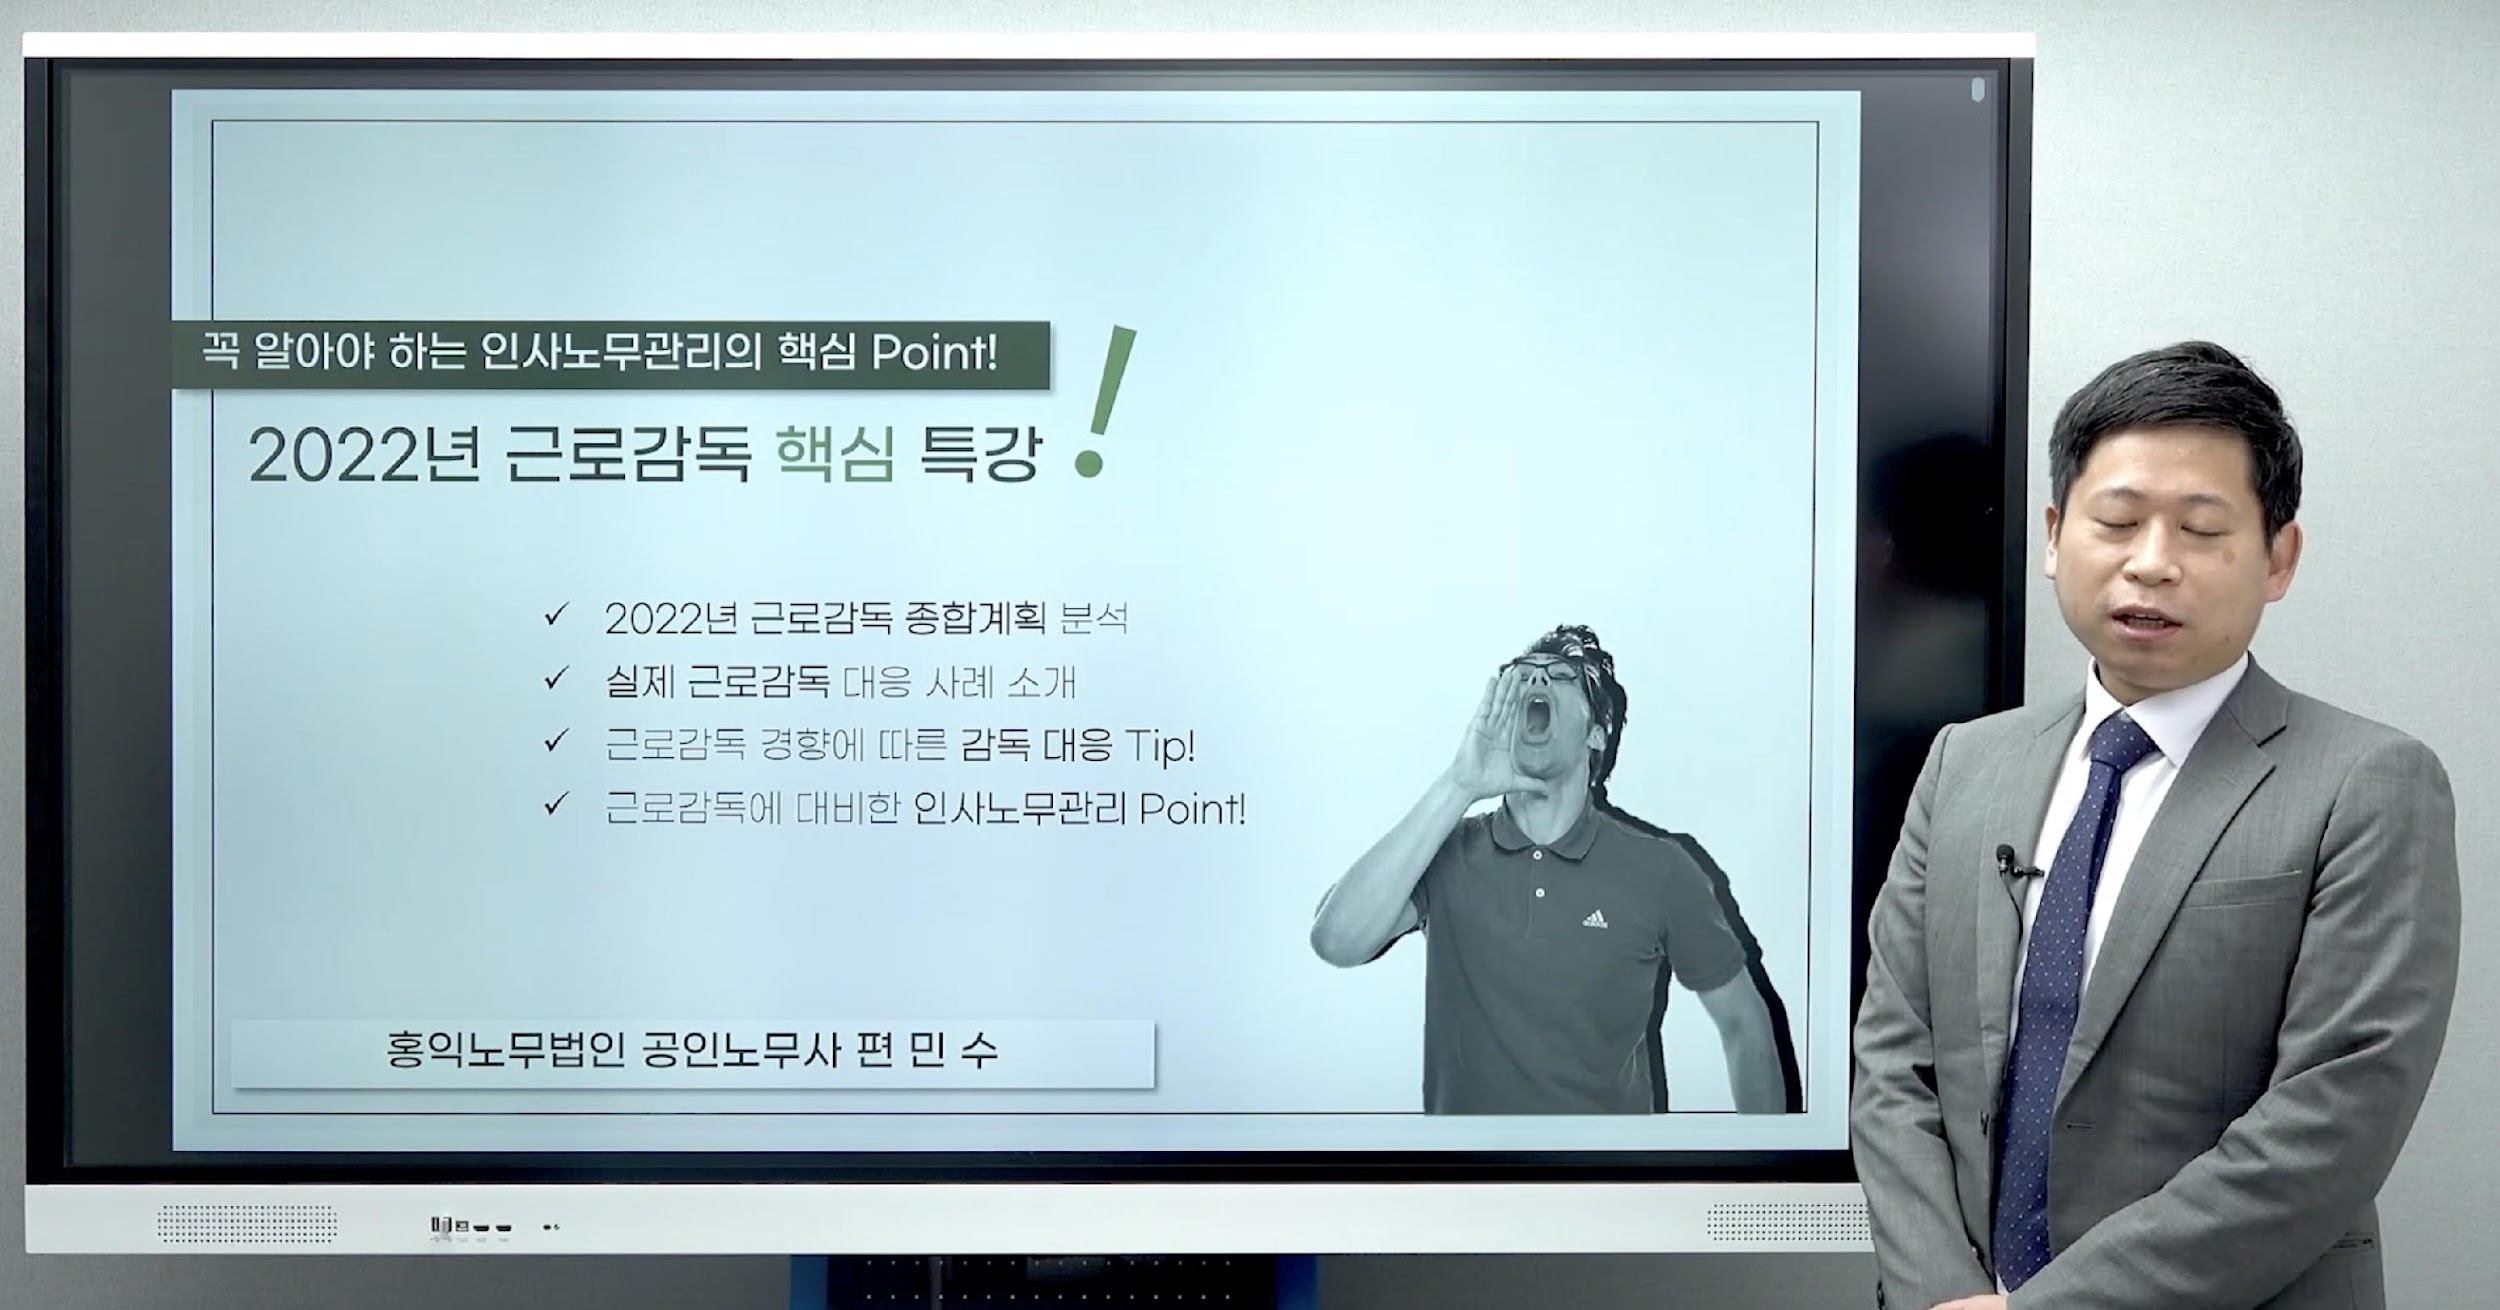 꼭 알아야 하는 인사노무관리의 핵심 Point!
2022년 근로감독 핵심 특강!
✓ 2022년 근로감독 종합계획 분석
✓ 실제 근로감독 대응 사례 소개
✓ 근로감독 경향에 따른 감독 대응 Tip!
✓ 근로감독에 대비한 인사노무관리 Point!
adidas
홍익노무법인 공인노무사 편 민 수